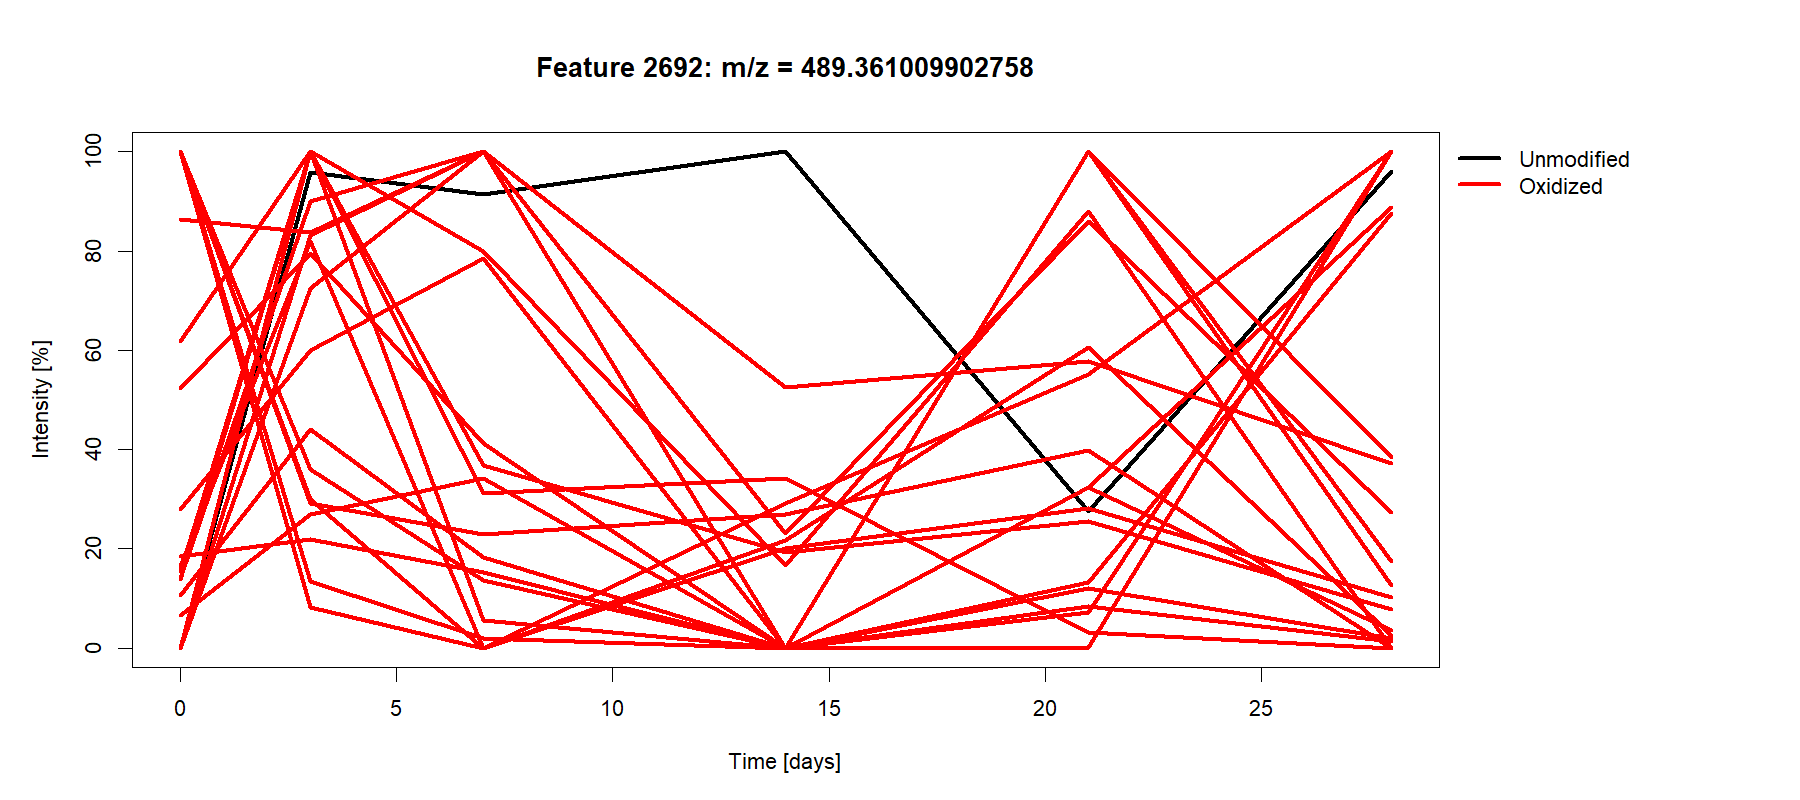 Feature 2692: m/z = 489.361009902758
Unmodified
Oxidized
Intensity [%]
100
80
60
40
20
0
0 5 10 15 20 25
Time [days]